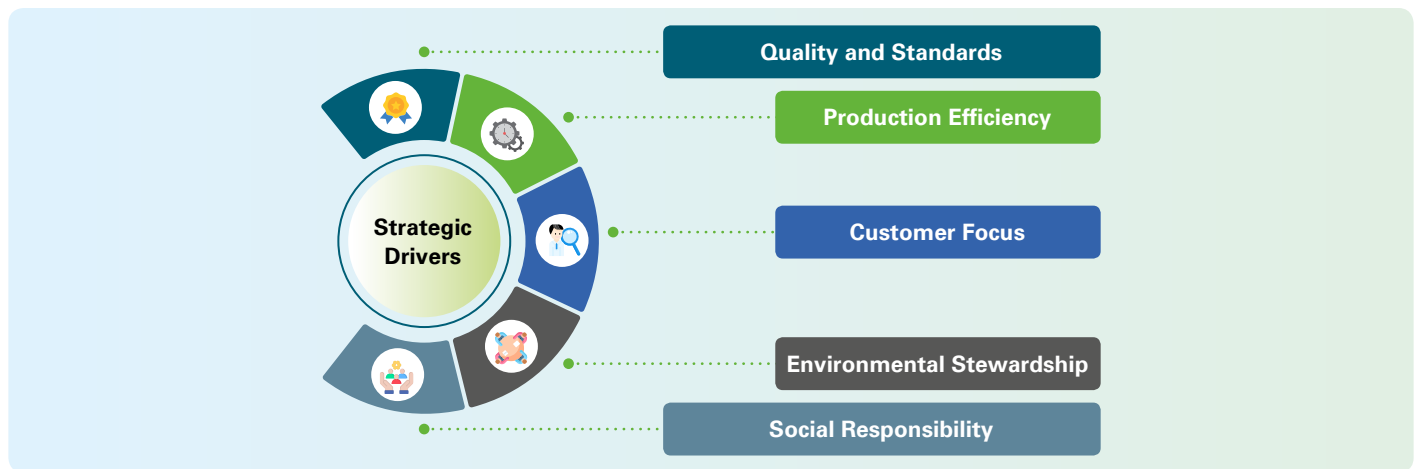 Quality and Standards
Production Efficiency
Strategic
Drivers
Customer Focus
Environmental Stewardship
Social Responsibility